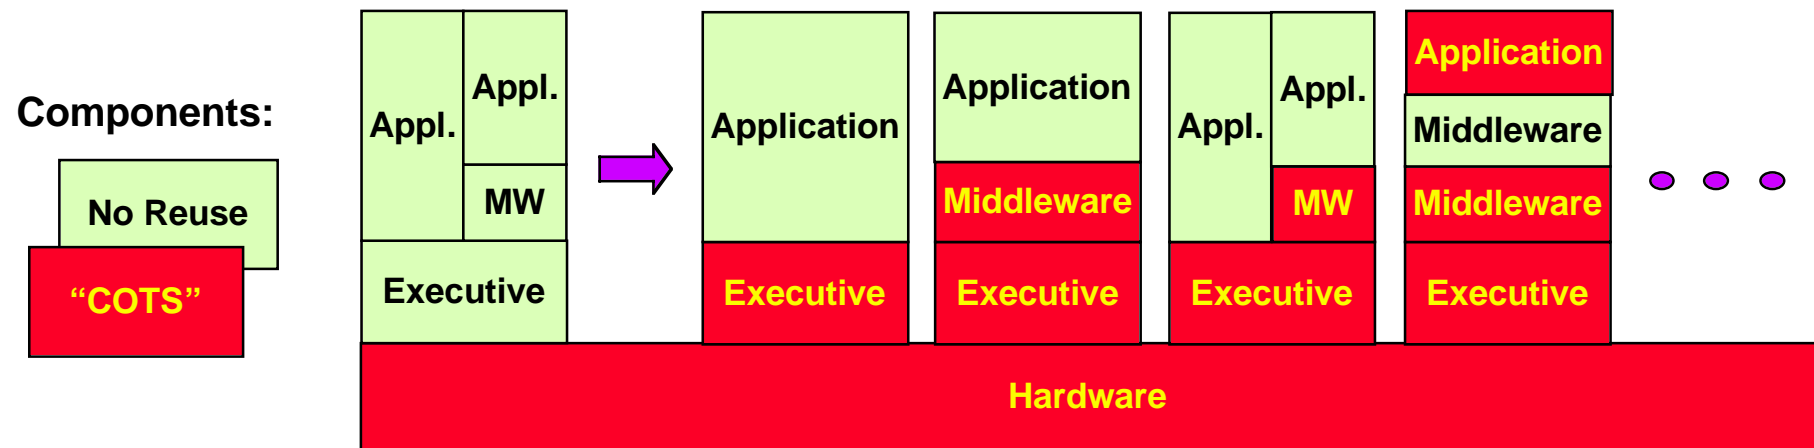 Components:
No Reuse
“COTS”
Appl.
Appl.
MW
Executive
Application
Executive
Application
Middleware
Executive
Appl.
Appl.
MW
Executive
Application
Middleware
Middleware
Executive
Hardware